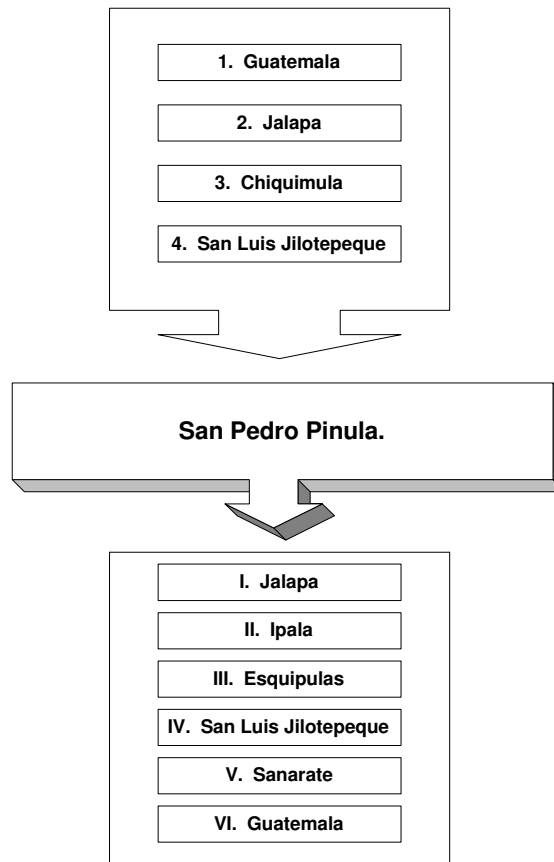 1. Guatemala
2. Jalapa
3. Chiquimula
4. San Luis Jilotepeque
San Pedro Pinula.
I. Jalapa
II. Ipala
III. Esquipulas
IV. San Luis Jilotepeque
V. Sanarate
VI. Guatemala